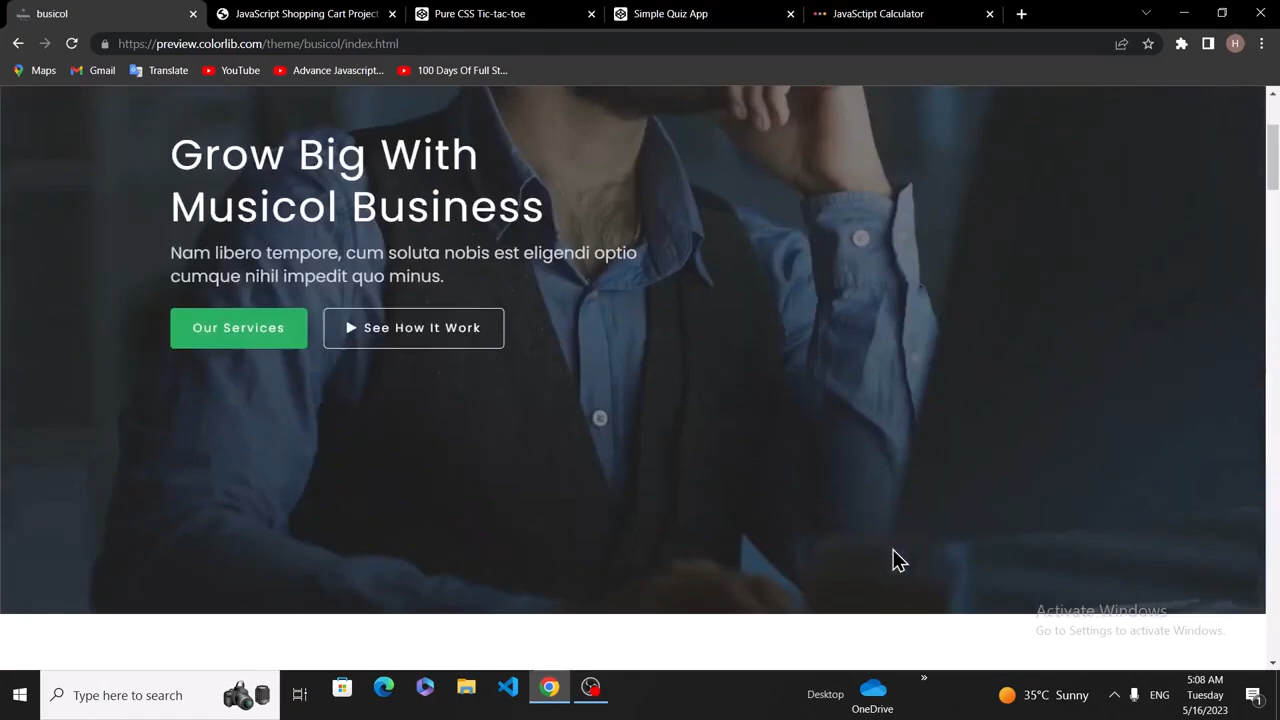 busicol
JavaScript Shopping Cart Project
Pure CSS Tic-tac-toe
Simple Quiz App
JavaSctipt Calculator
https://preview.colorlib.com/theme/busicol/index.html
H
Maps
Gmail
Translate
YouTube
Advance Javascript...
100 Days Of Full St...
Grow Big With
Musicol Business
Nam libero tempore, cum soluta nobis est eligendi optio
cumque nihil impedit quo minus.
Our Services
See How It Work
Activate Windows
Go to Settings to activate Windows.
Type here to search
Desktop
OneDrive
»
35°C Sunny
ENG
5:08 AM
Tuesday
5/16/2023
1